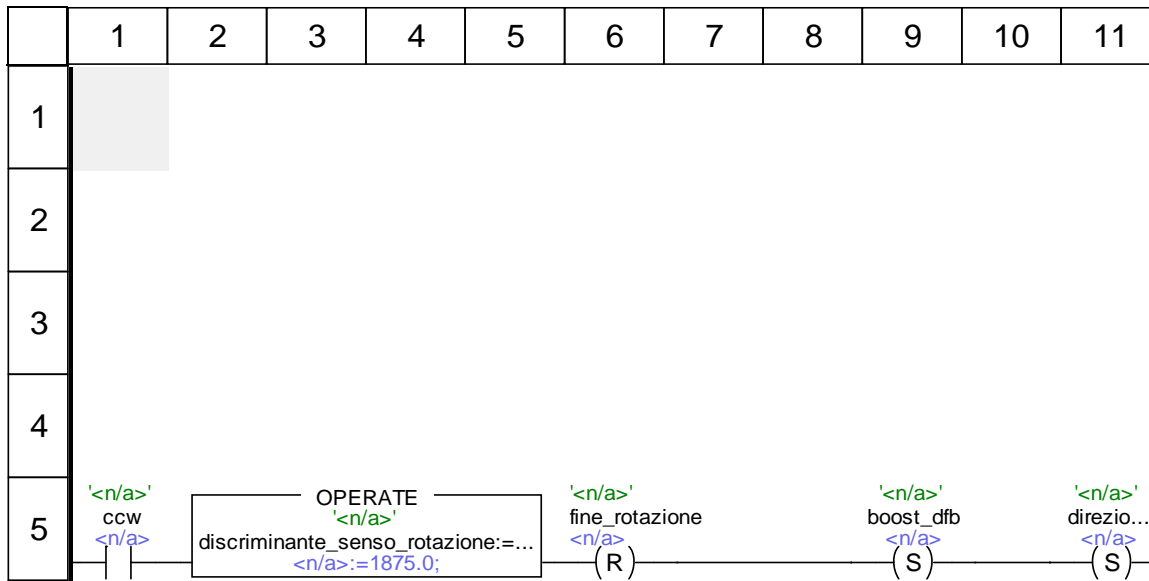 1 2 3 4 5 6 7 8 9 10 11
1
2
3
4
5
'<n/a>' OPERATE '<n/a>' '<n/a>' '<n/a>'
ccw '<n/a>' fine_rotazione boost_dfb direzio...
<n/a> discriminante_senso_rotazione:=... <n/a> <n/a> <n/a>
<n/a>:=1875.0; R S S